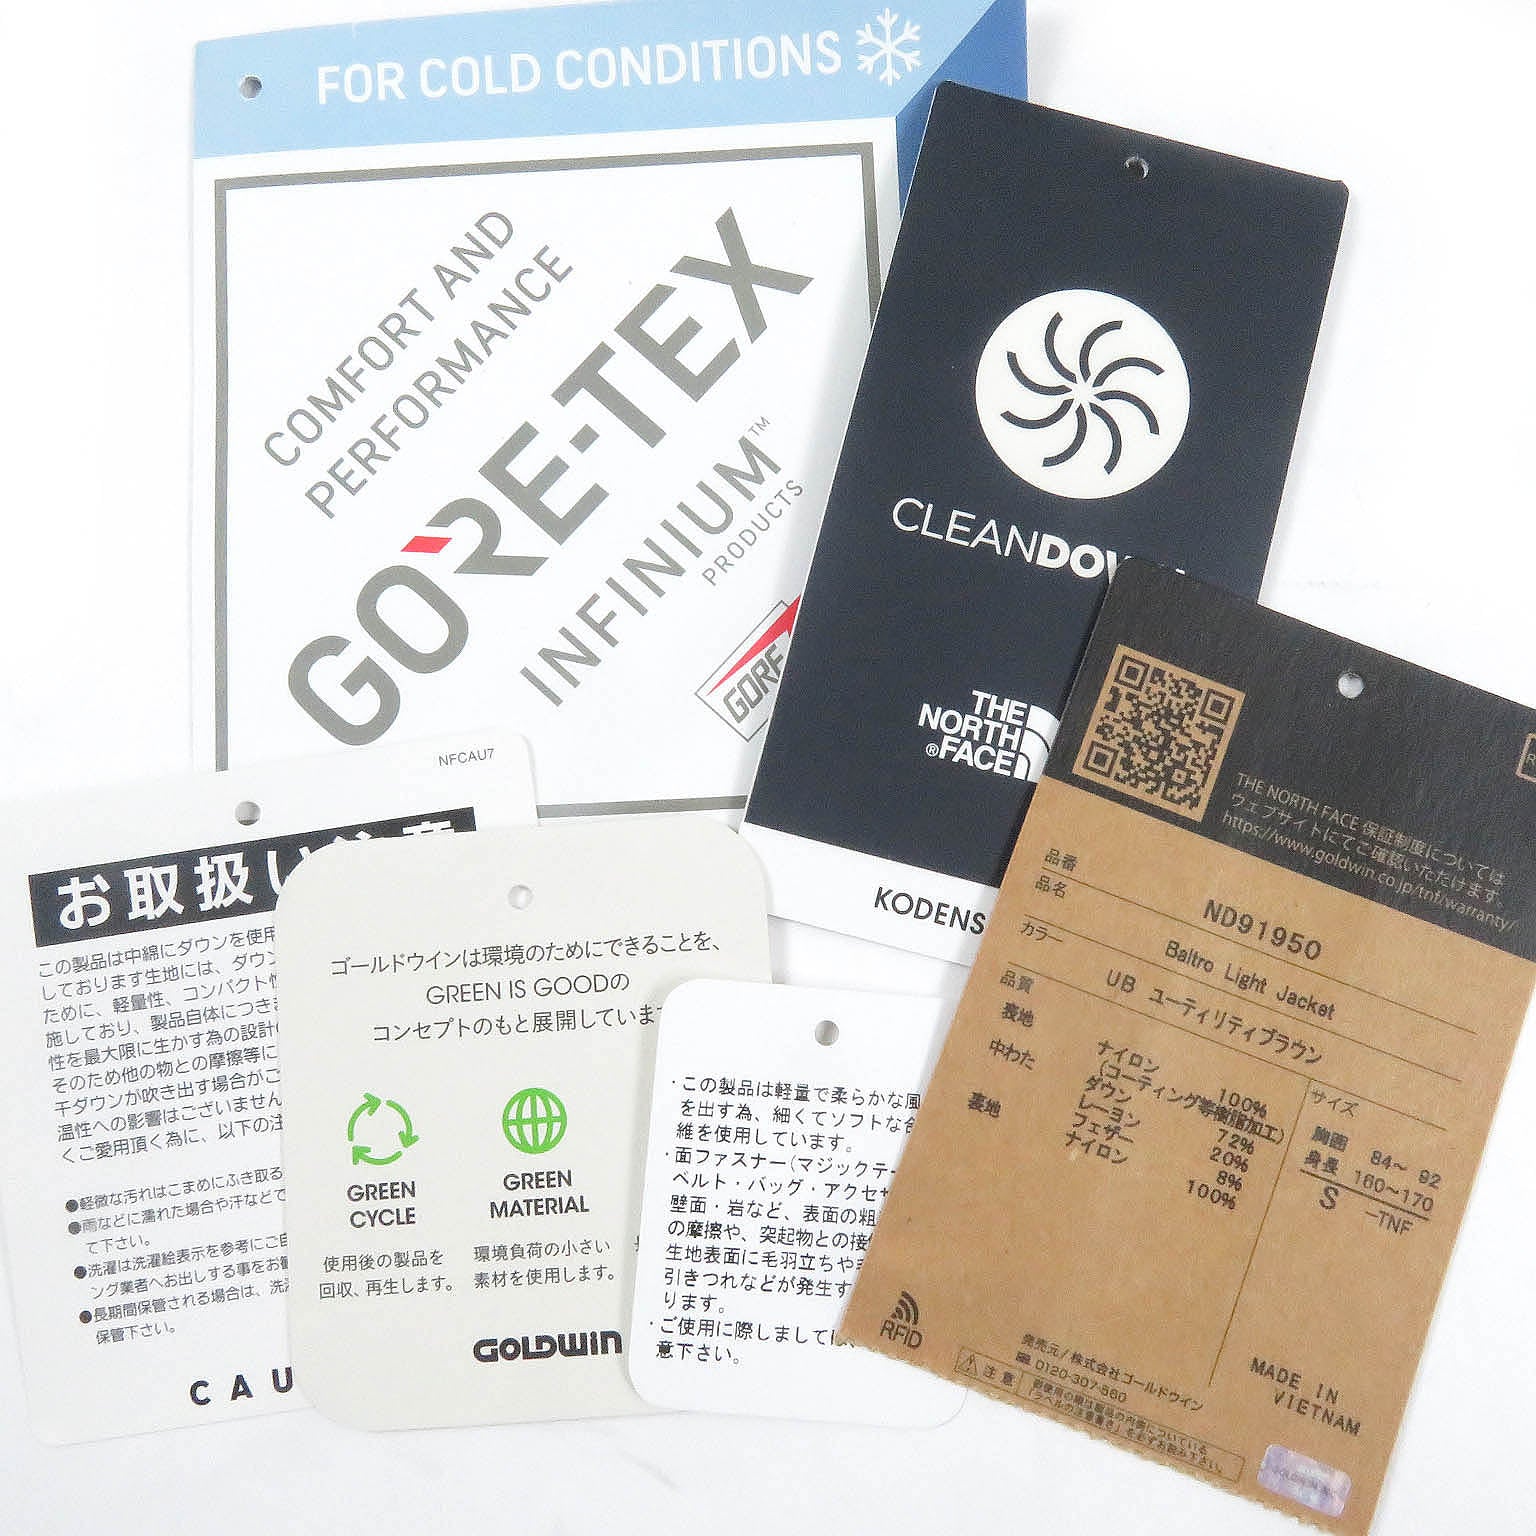 FOR COLD CONDITIONS
COMFORT AND
PERFORMANCE
GORE-TEX
INFINIUM™
PRODUCTS
GORE
CLEANDOWN
THE
NORTH
®FACE
KODENS
THE NORTH FACE 保証制度については
ウェブサイトにてご確認いただけます。
https://www.goldwin.co.jp/tnf/warranty/
品番
ND91950
品名
Baltro Light Jacket
カラー
UB ユーティリティブラウン
品質
表地
ナイロン 100%
(コーティング等樹脂加工)
中わた
ダウン 72%
レーヨン 20%
フェザー 8%
裏地
ナイロン 100%
サイズ
胸囲 84〜 92
身長 160〜170
S -TNF
RFID
発売元/株式会社ゴールドウイン
0120-307-560
注意
MADE IN
VIETNAM
NFCAU7
お取扱い注意
この製品は中綿にダウンを使用
しております生地には、ダウン
ために、軽量性、コンパクト性
施しており、製品自体につきま
性を最大限に生かす為の設計
そのため他の物との摩擦等に
干ダウンが吹き出す場合がご
温性への影響はございません
くご愛用頂く為に、以下の注
●軽微な汚れはこまめにふき取る
●雨などに濡れた場合や汗などで
て下さい。
●洗濯は洗濯絵表示を参考にご自
ング業者へお出しする事をお勧
●長期間保管される場合は、洗濯
保管下さい。
CAU
ゴールドウインは環境のためにできることを、
GREEN IS GOODの
コンセプトのもと展開しています
GREEN
CYCLE
使用後の製品を
回収、再生します。
GREEN
MATERIAL
環境負荷の小さい
素材を使用します。
GOLDWIN
・この製品は軽量で柔らかな風
を出す為、細くてソフトな合
維を使用しています。
・面ファスナー(マジックテー
ベルト・バッグ・アクセサ
壁面・岩など、表面の粗
の摩擦や、突起物との接触
生地表面に毛羽立ちや毛
引きつれなどが発生す
ります。
・ご使用に際しましては、
意下さい。